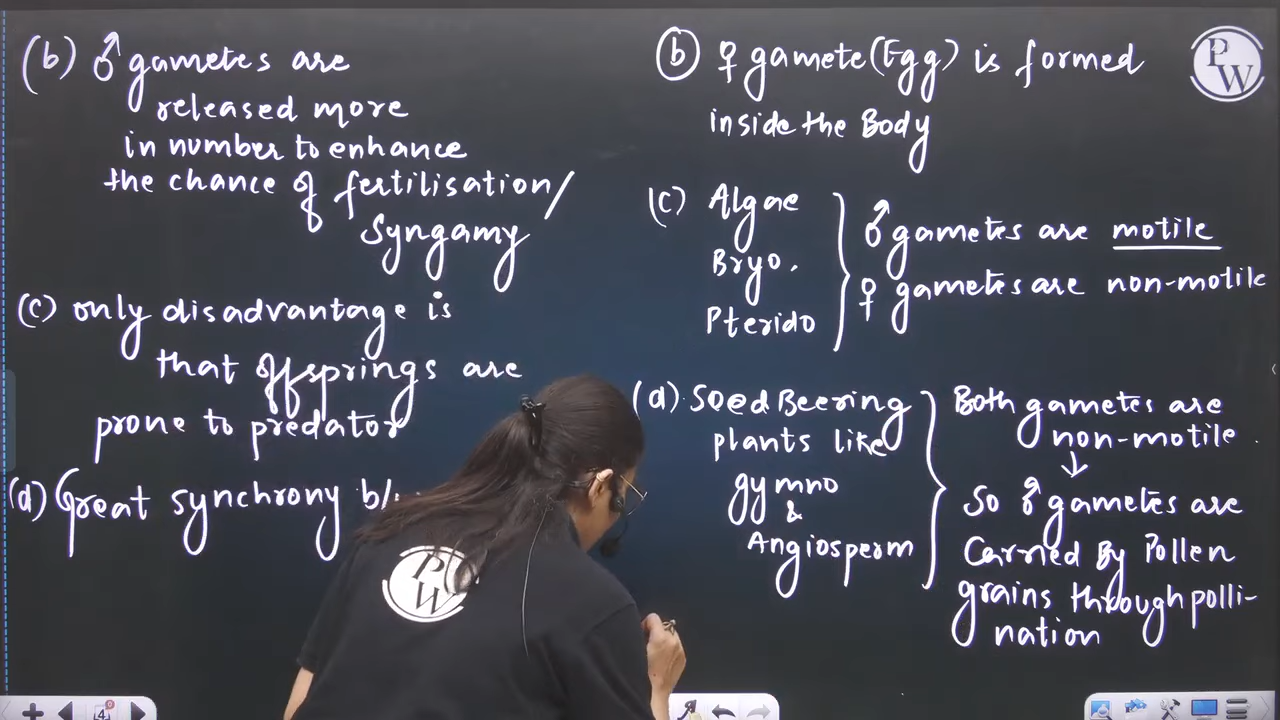 (b) ♂ gametes are
released more
in number to enhance
the chance of fertilisation/
Syngamy
(c) only disadvantage is
that offsprings are
prone to predator
(d) Great synchrony b/
(b) ♀ gamete (Egg) is formed
inside the Body
(c) Algae
Bryo.
Pterido
♂ gametes are motile
♀ gametes are non-motile
(d). Seed Beering
plants like
gymno
&
Angiosperm
Both gametes are
non-motile.
↓
So ♂ gametes are
Carried By Pollen
grains through polli-
nation
PW
PW
4